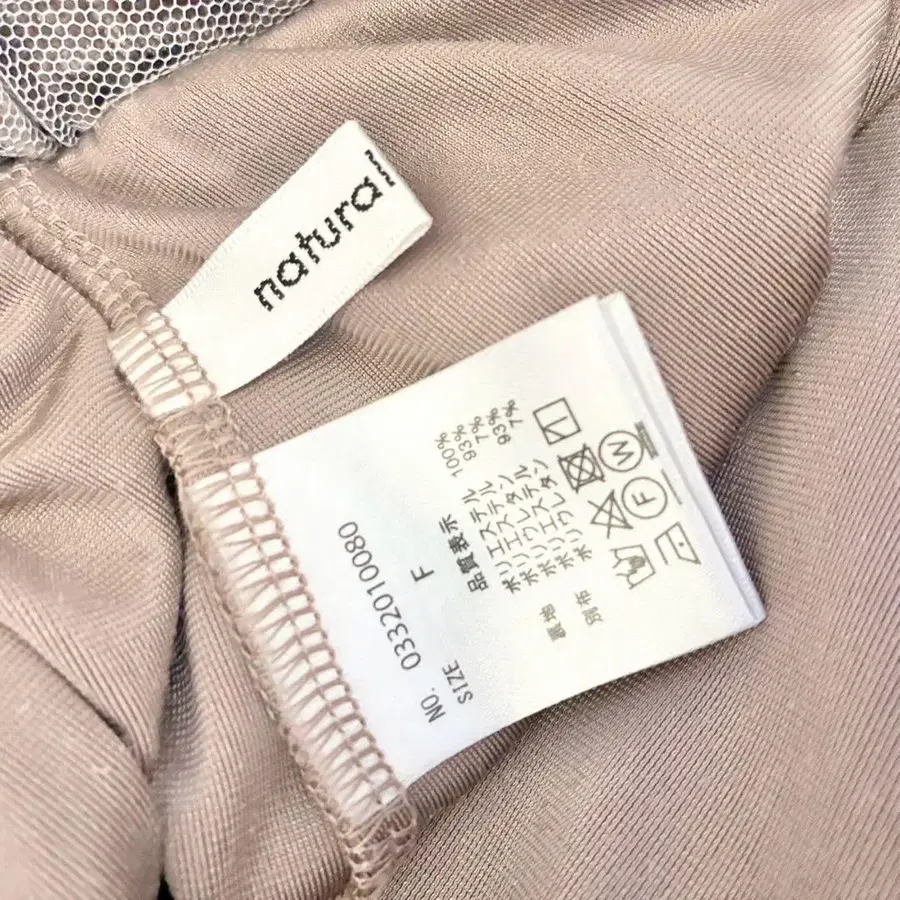 natural
NO. 0332010080
SIZE F
品質表示
ポリエステル 100%
裏地 ポリエステル 93%
ポリウレタン 7%
別布 ポリエステル 93%
ポリウレタン 7%
F W